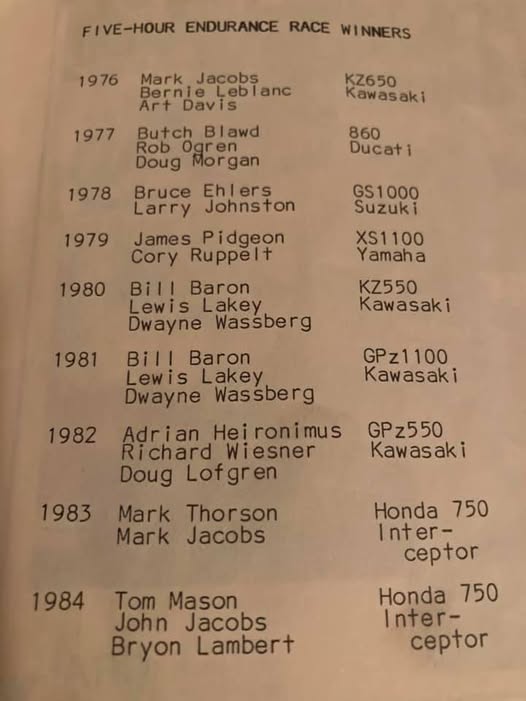 FIVE-HOUR ENDURANCE RACE WINNERS
1976 Mark Jacobs KZ650
Bernie Leblanc Kawasaki
Art Davis
1977 Butch Blawd 860
Rob Ogren Ducati
Doug Morgan
1978 Bruce Ehlers GS1000
Larry Johnston Suzuki
1979 James Pidgeon XS1100
Cory Ruppelt Yamaha
1980 Bill Baron KZ550
Lewis Lakey Kawasaki
Dwayne Wassberg
1981 Bill Baron GPz1100
Lewis Lakey Kawasaki
Dwayne Wassberg
1982 Adrian Heironimus GPz550
Richard Wiesner Kawasaki
Doug Lofgren
1983 Mark Thorson Honda 750
Mark Jacobs Inter-
ceptor
1984 Tom Mason Honda 750
John Jacobs Inter-
Bryon Lambert ceptor